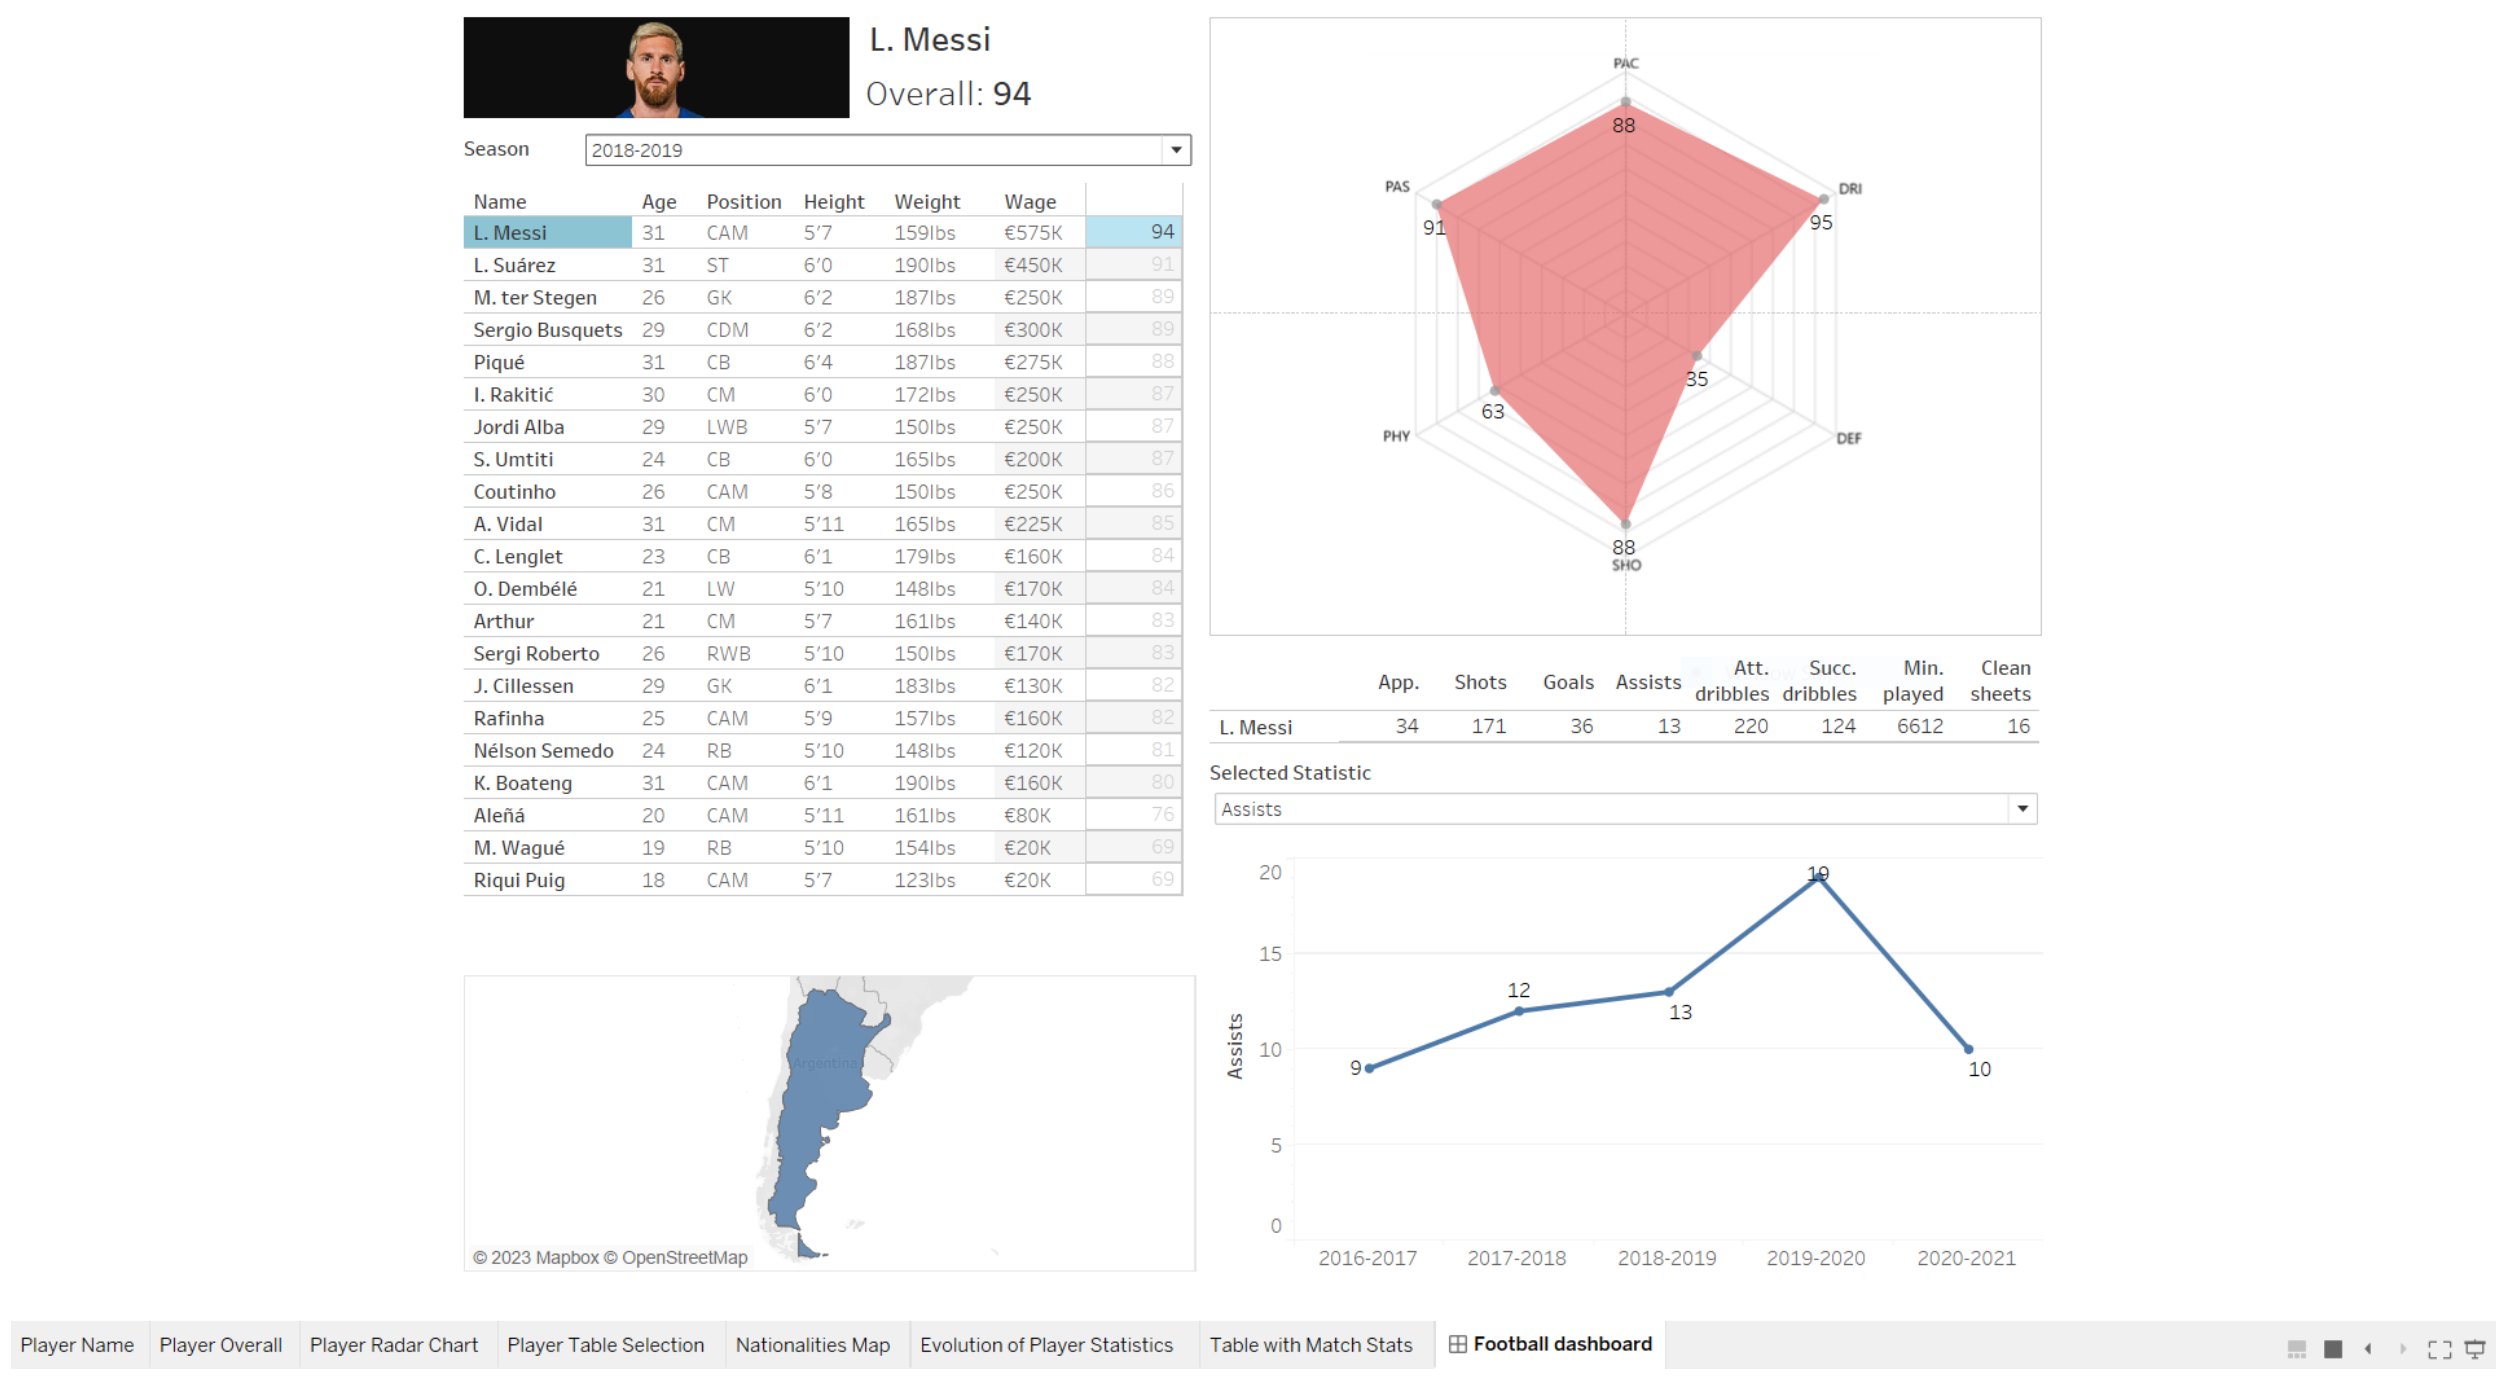 L. Messi
Overall: 94
Season
2018-2019
Name Age Position Height Weight Wage
L. Messi 31 CAM 5'7 159lbs €575K 94
L. Suárez 31 ST 6'0 190lbs €450K 91
M. ter Stegen 26 GK 6'2 187lbs €250K 89
Sergio Busquets 29 CDM 6'2 168lbs €300K 89
Piqué 31 CB 6'4 187lbs €275K 88
I. Rakitić 30 CM 6'0 172lbs €250K 87
Jordi Alba 29 LWB 5'7 150lbs €250K 87
S. Umtiti 24 CB 6'0 165lbs €200K 87
Coutinho 26 CAM 5'8 150lbs €250K 86
A. Vidal 31 CM 5'11 165lbs €225K 85
C. Lenglet 23 CB 6'1 179lbs €160K 84
O. Dembélé 21 LW 5'10 148lbs €170K 84
Arthur 21 CM 5'7 161lbs €140K 83
Sergi Roberto 26 RWB 5'10 150lbs €170K 83
J. Cillessen 29 GK 6'1 183lbs €130K 82
Rafinha 25 CAM 5'9 157lbs €160K 82
Nélson Semedo 24 RB 5'10 148lbs €120K 81
K. Boateng 31 CAM 6'1 190lbs €160K 80
Aleñá 20 CAM 5'11 161lbs €80K 76
M. Wagué 19 RB 5'10 154lbs €20K 69
Riqui Puig 18 CAM 5'7 123lbs €20K 69
Argentina
© 2023 Mapbox © OpenStreetMap
PAC
88
PAS
DRI
91
95
35
63
PHY
DEF
88
SHO
App. Shots Goals Assists Att. dribbles Succ. dribbles Min. played Clean sheets
L. Messi 34 171 36 13 220 124 6612 16
Selected Statistic
Assists
Assists
20
15
10
5
0
9
12
13
19
10
2016-2017 2017-2018 2018-2019 2019-2020 2020-2021
Player Name Player Overall Player Radar Chart Player Table Selection Nationalities Map Evolution of Player Statistics Table with Match Stats Football dashboard